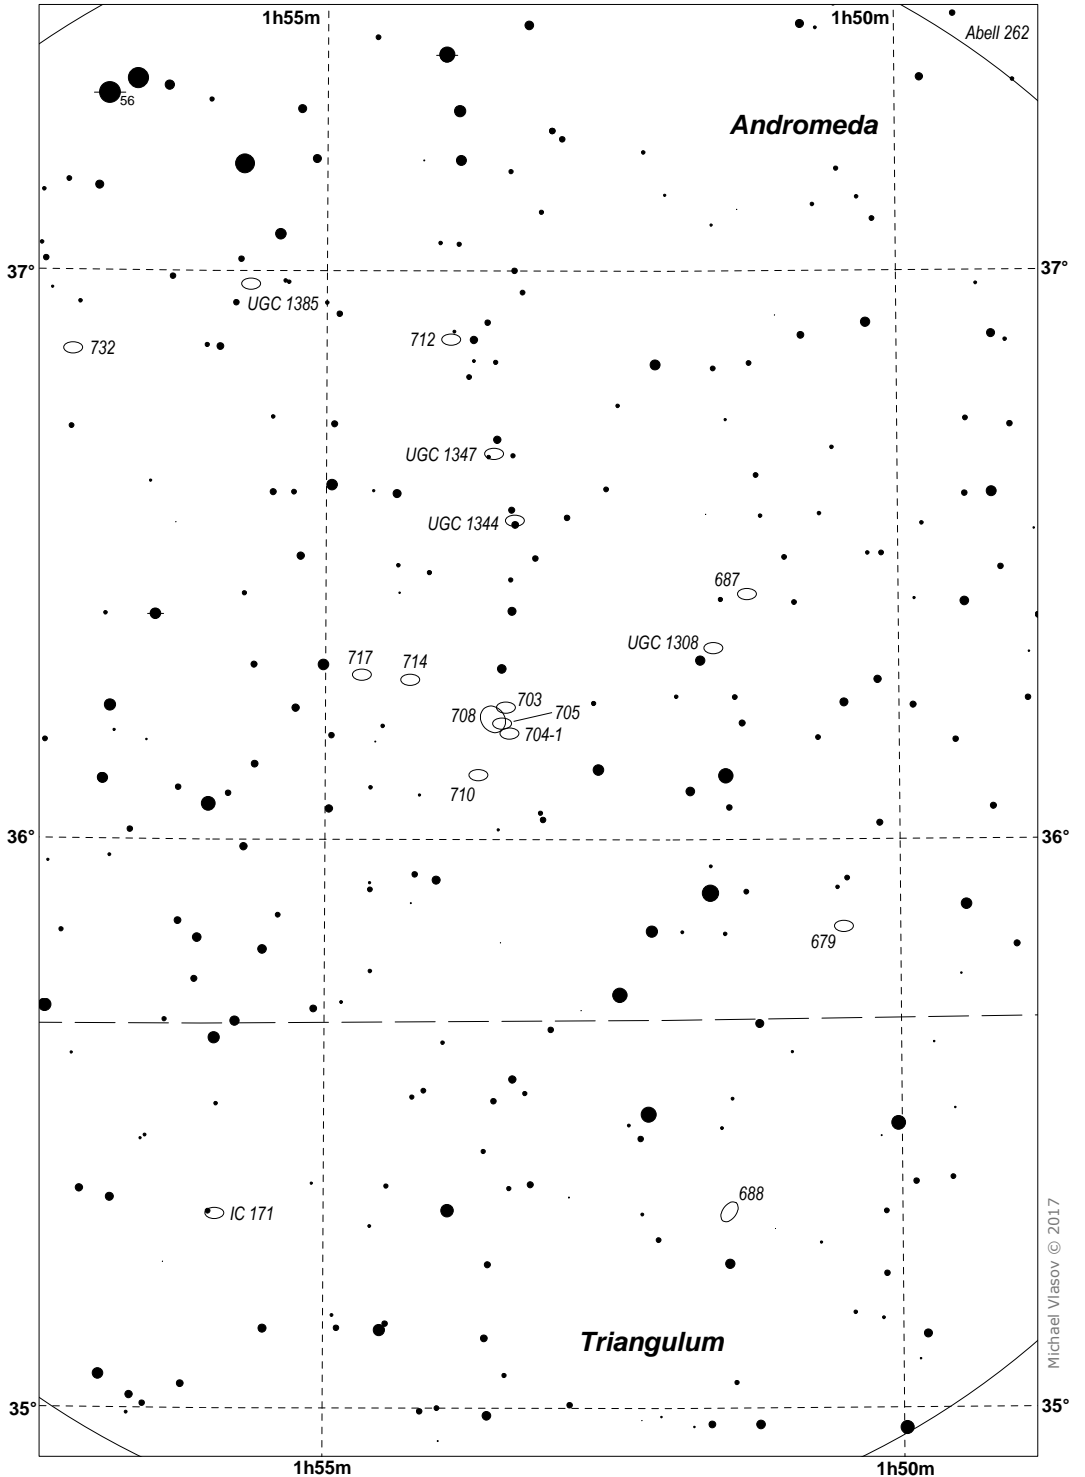 1h55m
1h50m
Abell 262
56
Andromeda
37°
37°
UGC 1385
712
732
UGC 1347
UGC 1344
687
UGC 1308
717
714
703
708
705
704-1
710
36°
36°
679
688
IC 171
Michael Vlasov © 2017
Triangulum
35°
35°
1h55m
1h50m